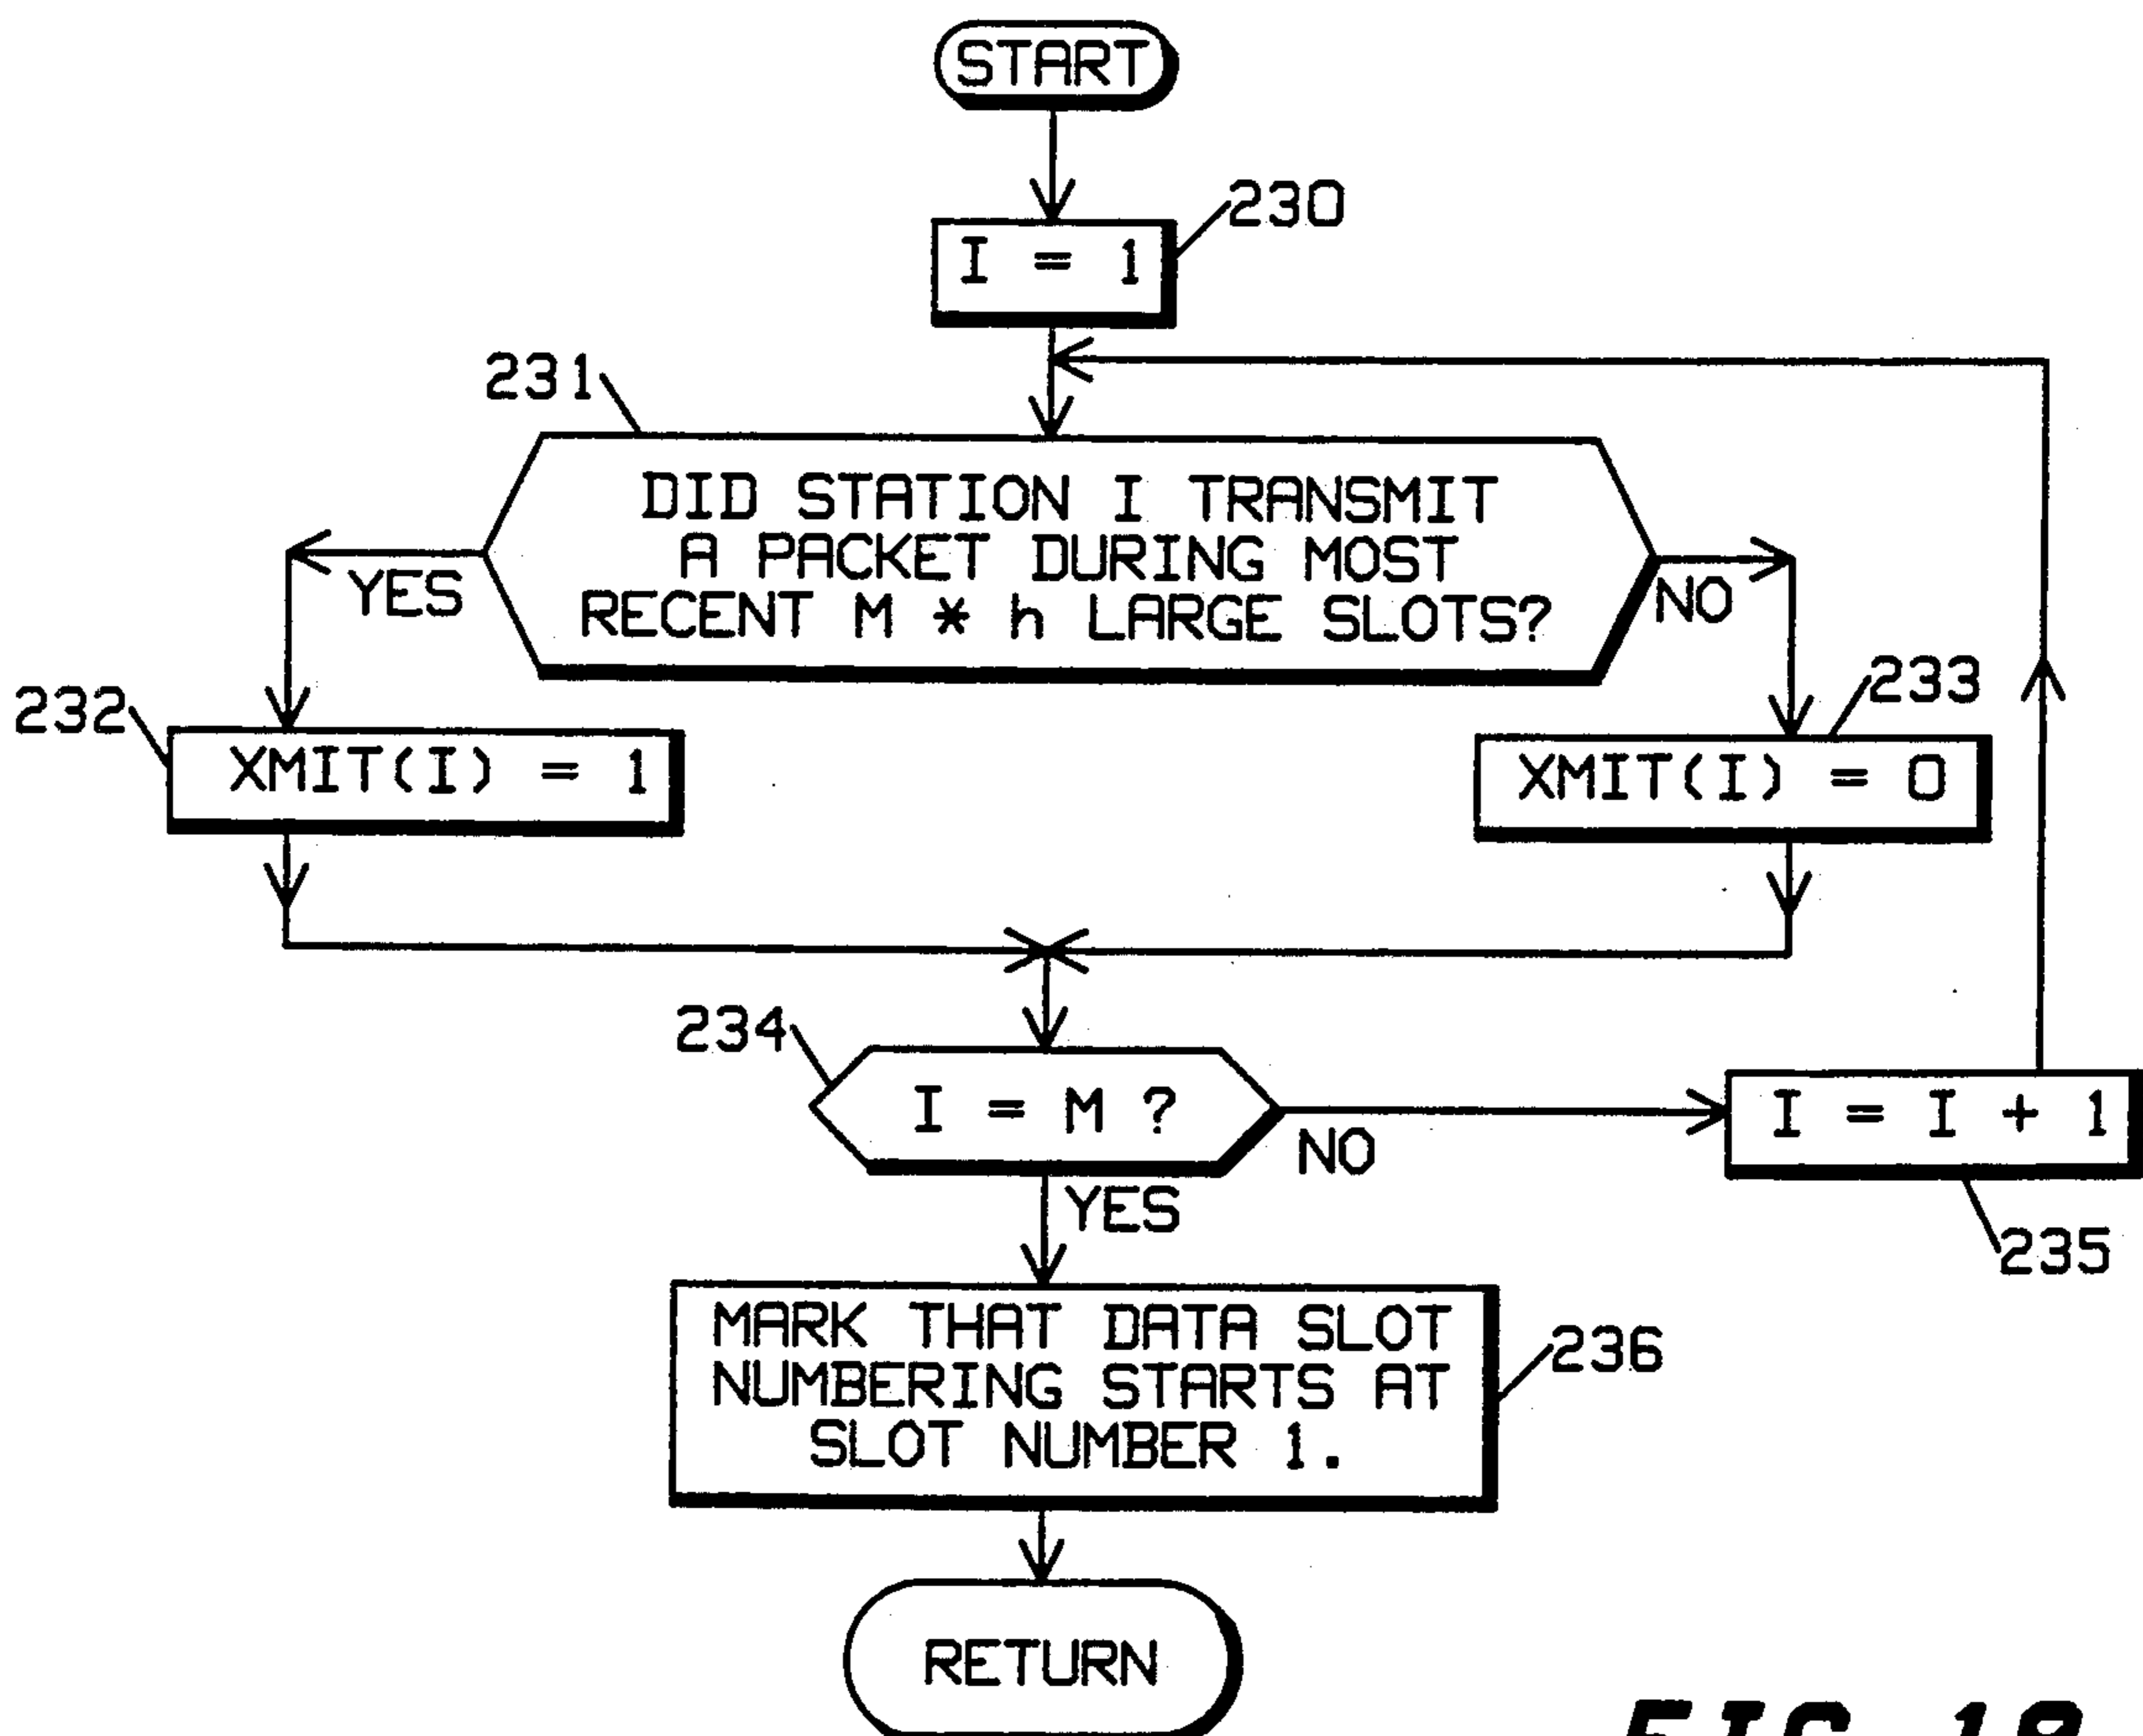 START
230
I = 1
231
DID STATION I TRANSMIT
A PACKET DURING MOST
RECENT M * h LARGE SLOTS?
YES
NO
232
XMIT(I) = 1
233
XMIT(I) = 0
234
I = M ?
NO
I = I + 1
YES
235
MARK THAT DATA SLOT
NUMBERING STARTS AT
SLOT NUMBER 1.
236
RETURN